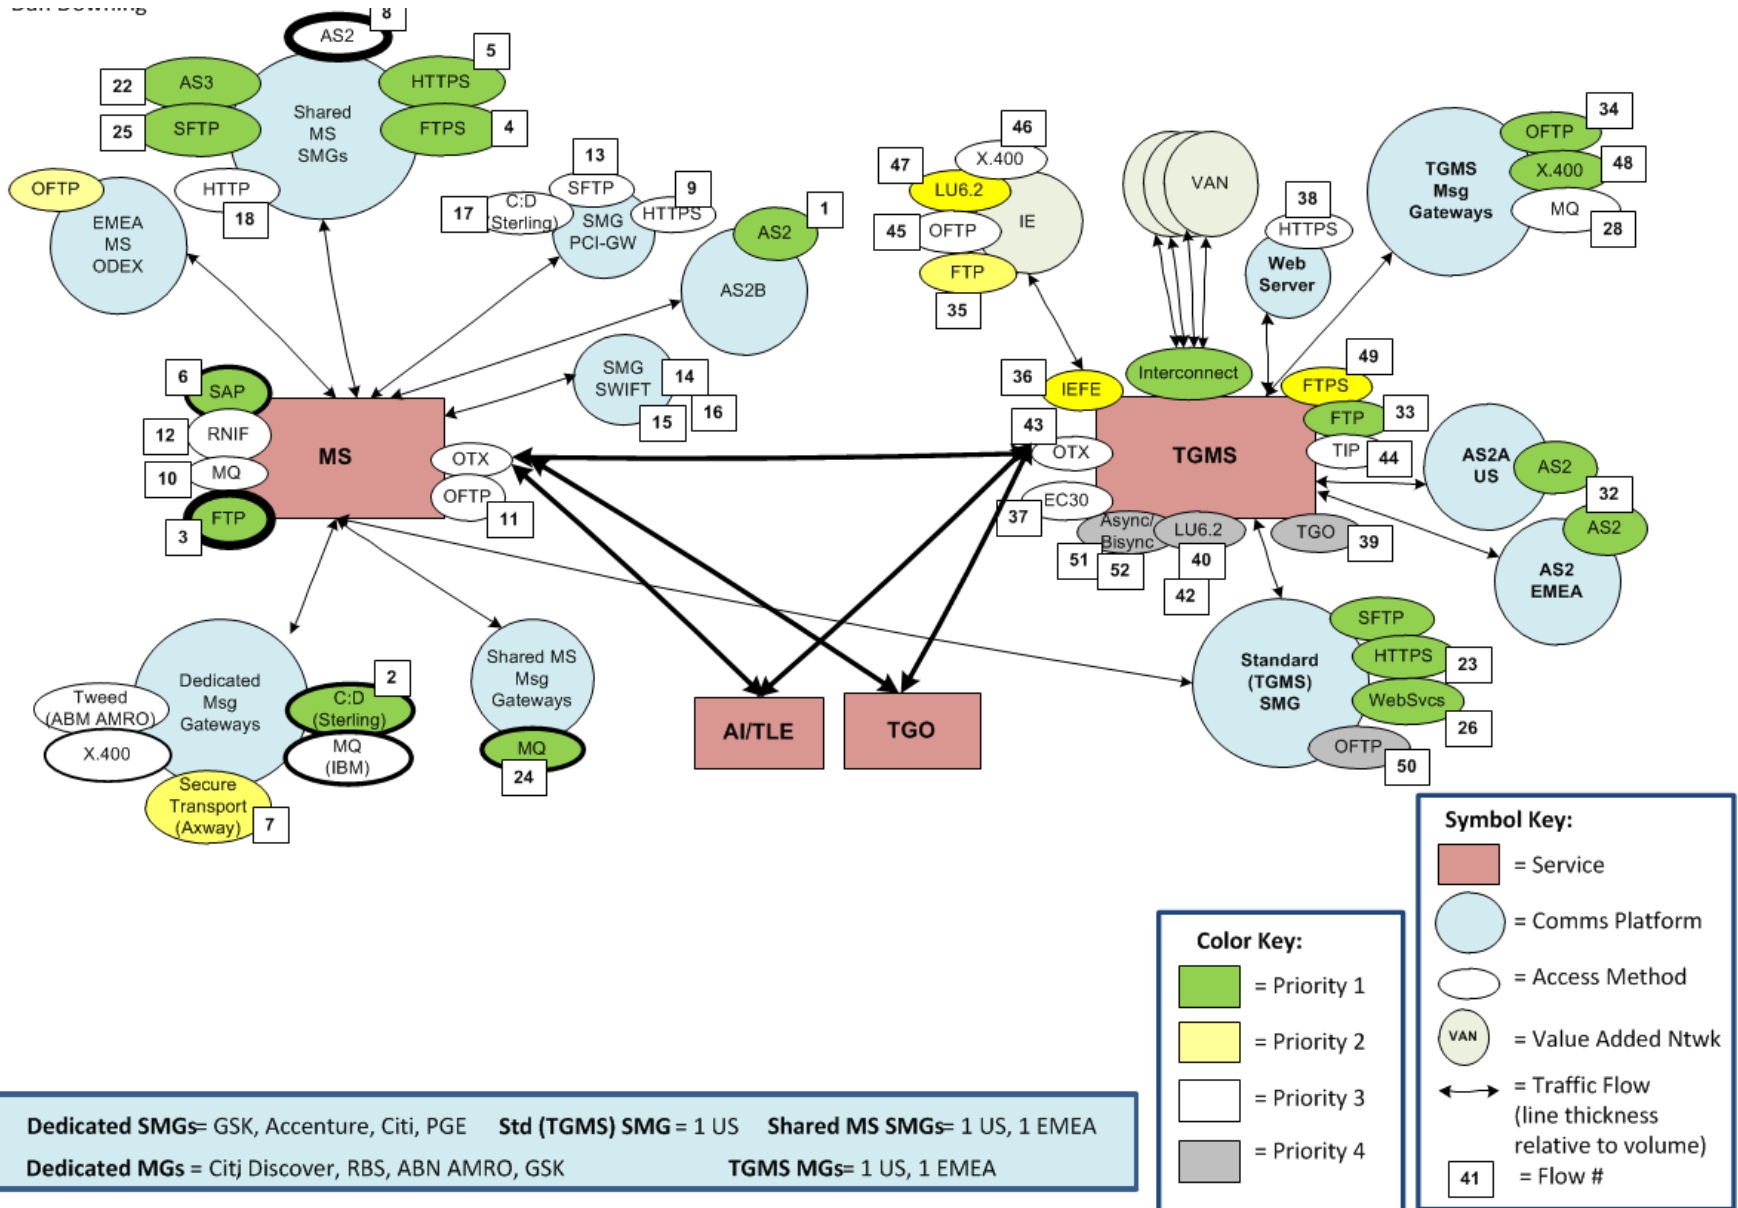 8
AS2
5
22
AS3
HTTPS
Shared
MS
SMGs
25
SFTP
FTPS
4
OFTP
HTTP
18
EMEA
MS
ODEX
13
SFTP
9
17
C:D
(Sterling)
HTTPS
SMG
PCI-GW
1
AS2
AS2B
46
X.400
47
LU6.2
IE
45
OFTP
FTP
35
VAN
38
HTTPS
Web
Server
34
OFTP
TGMS
Msg
Gateways
X.400
48
MQ
28
6
SAP
12
RNIF
10
MQ
FTP
3
MS
OTX
OFTP
11
SMG
SWIFT
14
15
16
36
IEFE
Interconnect
49
FTPS
FTP
33
TIP
44
43
OTX
TGMS
EC30
37
Async/
Bisync
LU6.2
TGO
39
51
52
40
42
AS2A
US
AS2
32
AS2
AS2
EMEA
Dedicated
Msg
Gateways
2
Tweed
(ABM AMRO)
C:D
(Sterling)
X.400
MQ
(IBM)
Secure
Transport
(Axway)
7
Shared MS
Msg
Gateways
MQ
24
AI/TLE
TGO
Standard
(TGMS)
SMG
SFTP
HTTPS
23
WebSvcs
26
OFTP
50
Symbol Key:
= Service
= Comms Platform
= Access Method
VAN
= Value Added Ntwk
= Traffic Flow
(line thickness
relative to volume)
41
= Flow #
Color Key:
= Priority 1
= Priority 2
= Priority 3
= Priority 4
Dedicated SMGs= GSK, Accenture, Citi, PGE Std (TGMS) SMG = 1 US Shared MS SMGs= 1 US, 1 EMEA
Dedicated MGs = Citj Discover, RBS, ABN AMRO, GSK TGMS MGs= 1 US, 1 EMEA